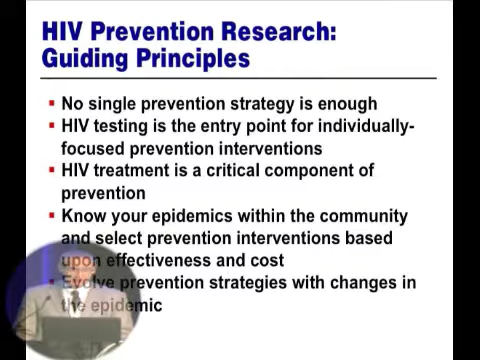 HIV Prevention Research:
Guiding Principles
No single prevention strategy is enough
HIV testing is the entry point for individually-
focused prevention interventions
HIV treatment is a critical component of
prevention
Know your epidemics within the community
and select prevention interventions based
upon effectiveness and cost
Evolve prevention strategies with changes in
the epidemic